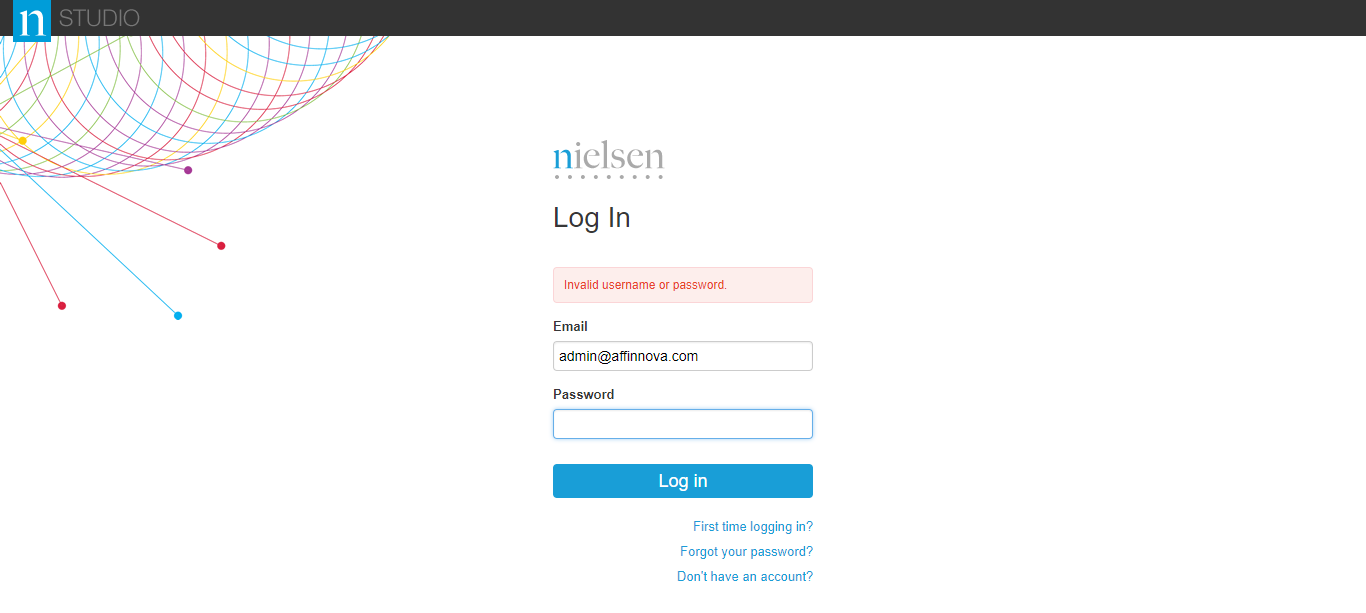 n STUDIO
nielsen
Log In
Invalid username or password.
Email
admin@affinnova.com
Password
Log in
First time logging in?
Forgot your password?
Don't have an account?